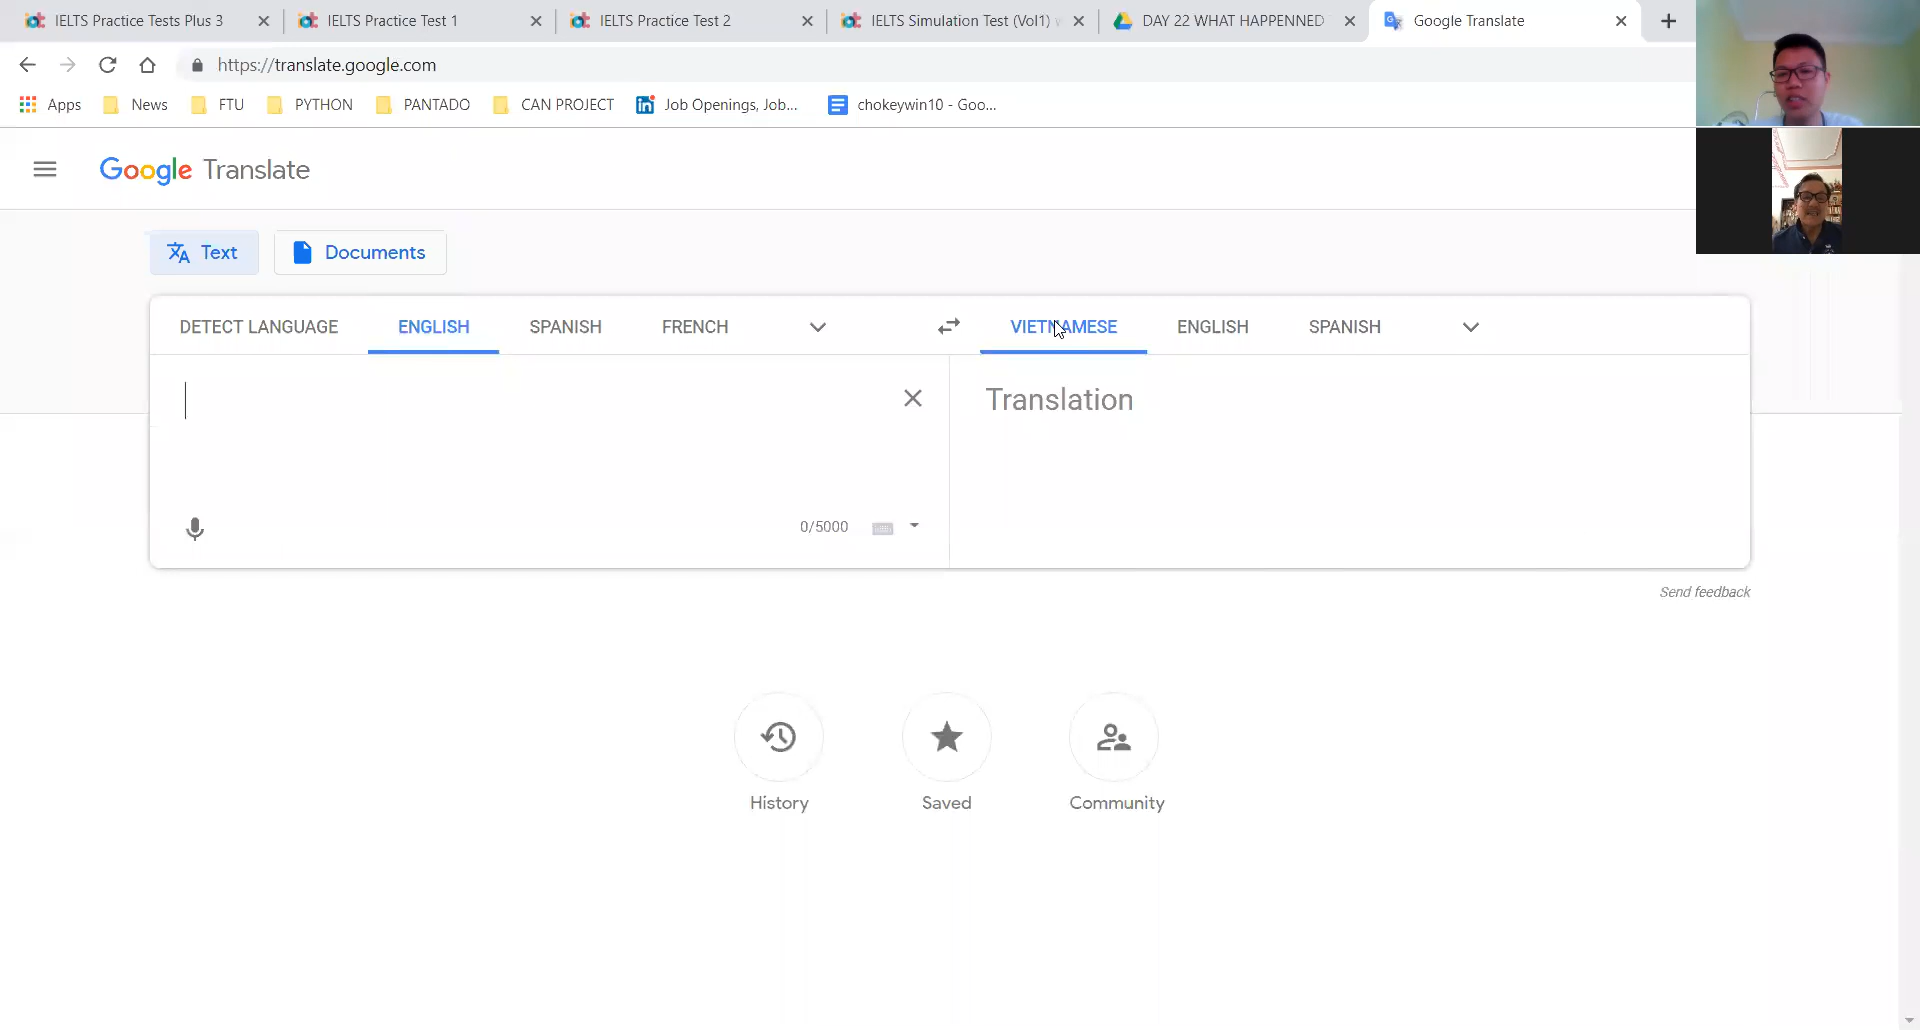 IELTS Practice Tests Plus 3
IELTS Practice Test 1
IELTS Practice Test 2
IELTS Simulation Test (Vol1) w
DAY 22 WHAT HAPPENNED
Google Translate
https://translate.google.com
Apps News FTU PYTHON PANTADO CAN PROJECT Job Openings, Job... chokeywin10 - Goo...
Google Translate
Text Documents
DETECT LANGUAGE ENGLISH SPANISH FRENCH VIETNAMESE ENGLISH SPANISH
Translation
0/5000
Send feedback
History Saved Community